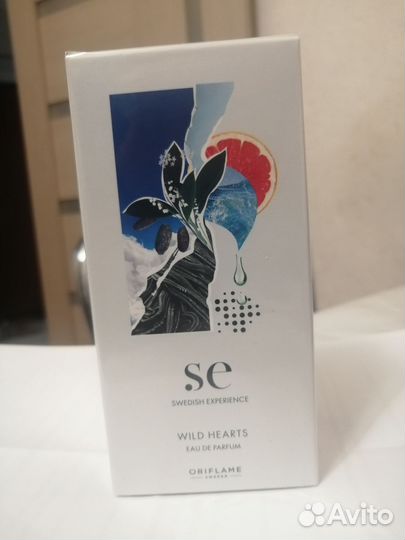 se
SWEDISH EXPERIENCE
WILD HEARTS
EAU DE PARFUM
ORIFLAME
SWEDEN
Avito